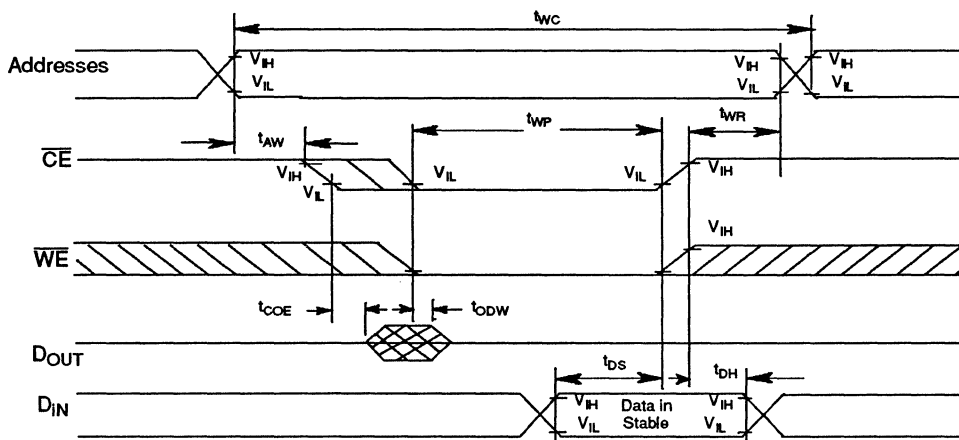 tWC
Addresses VIH VIL VIH VIL VIH VIL
tAW tWP tWR
CE VIH VIL VIL VIL VIH
WE VIH
tCOE tODW
DOUT
tDS tDH
DIN VIH VIL Data in Stable VIH VIL